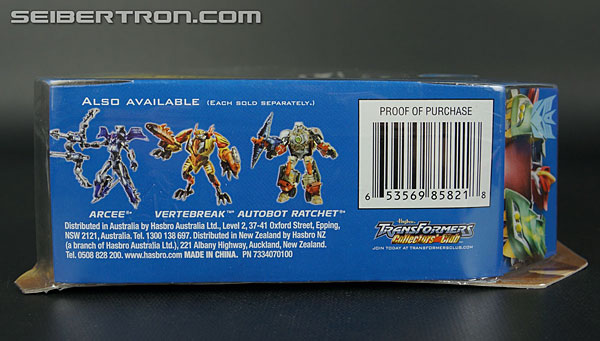 SEIBERTRON.COM
ALSO AVAILABLE (EACH SOLD SEPARATELY.)
PROOF OF PURCHASE
6 53569 85821 8
ARCEE® VERTEBREAK™ AUTOBOT RATCHET®
Distributed in Australia by Hasbro Australia Ltd., Level 2, 37-41 Oxford Street, Epping,
NSW 2121, Australia. Tel. 1300 138 697. Distributed in New Zealand by Hasbro NZ
(a branch of Hasbro Australia Ltd.), 221 Albany Highway, Auckland, New Zealand.
Tel. 0508 828 200. www.hasbro.com MADE IN CHINA. PN 7334070100
Hasbro
TRANSFORMERS
Collectors' Club
JOIN TODAY AT TRANSFORMERSCLUB.COM